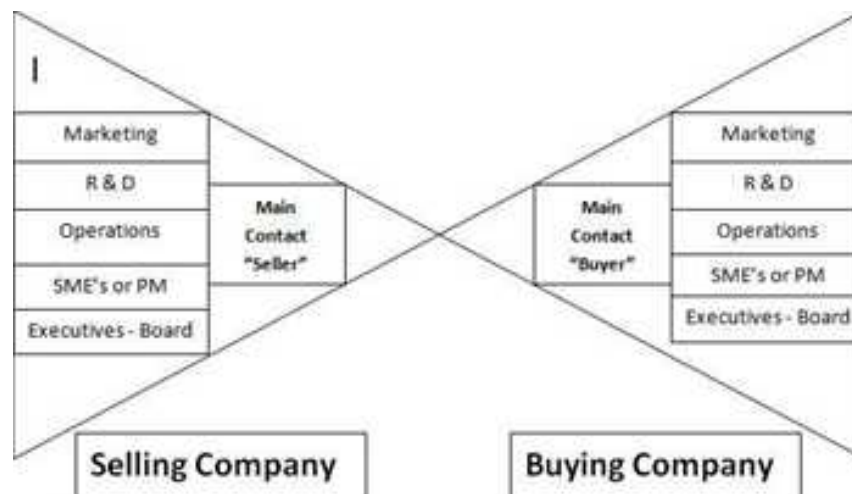 I
Marketing
R & D
Operations
SME's or PM
Executives - Board
Main
Contact
"Seller"
Main
Contact
"Buyer"
Marketing
R & D
Operations
SME's or PM
Executives - Board
Selling Company
Buying Company